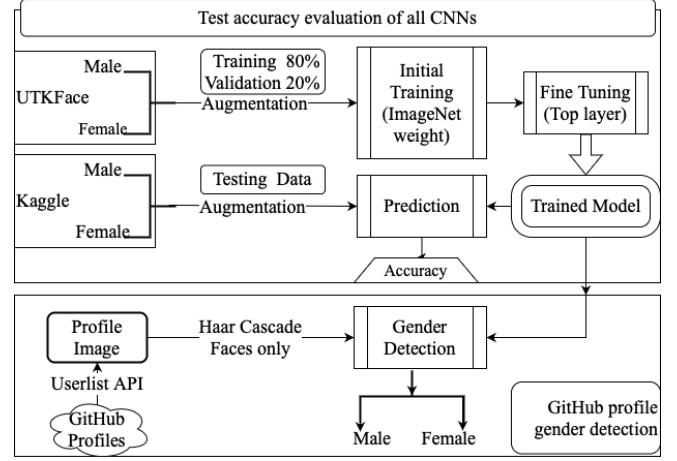 Test accuracy evaluation of all CNNs
Male
UTKFace
Female
Training 80%
Validation 20%
Augmentation
Initial
Training
(ImageNet
weight)
Fine Tuning
(Top layer)
Male
Kaggle
Female
Testing Data
Augmentation
Prediction
Trained Model
Accuracy
Profile
Image
Haar Cascade
Faces only
Gender
Detection
Userlist API
GitHub
Profiles
Male
Female
GitHub profile
gender detection